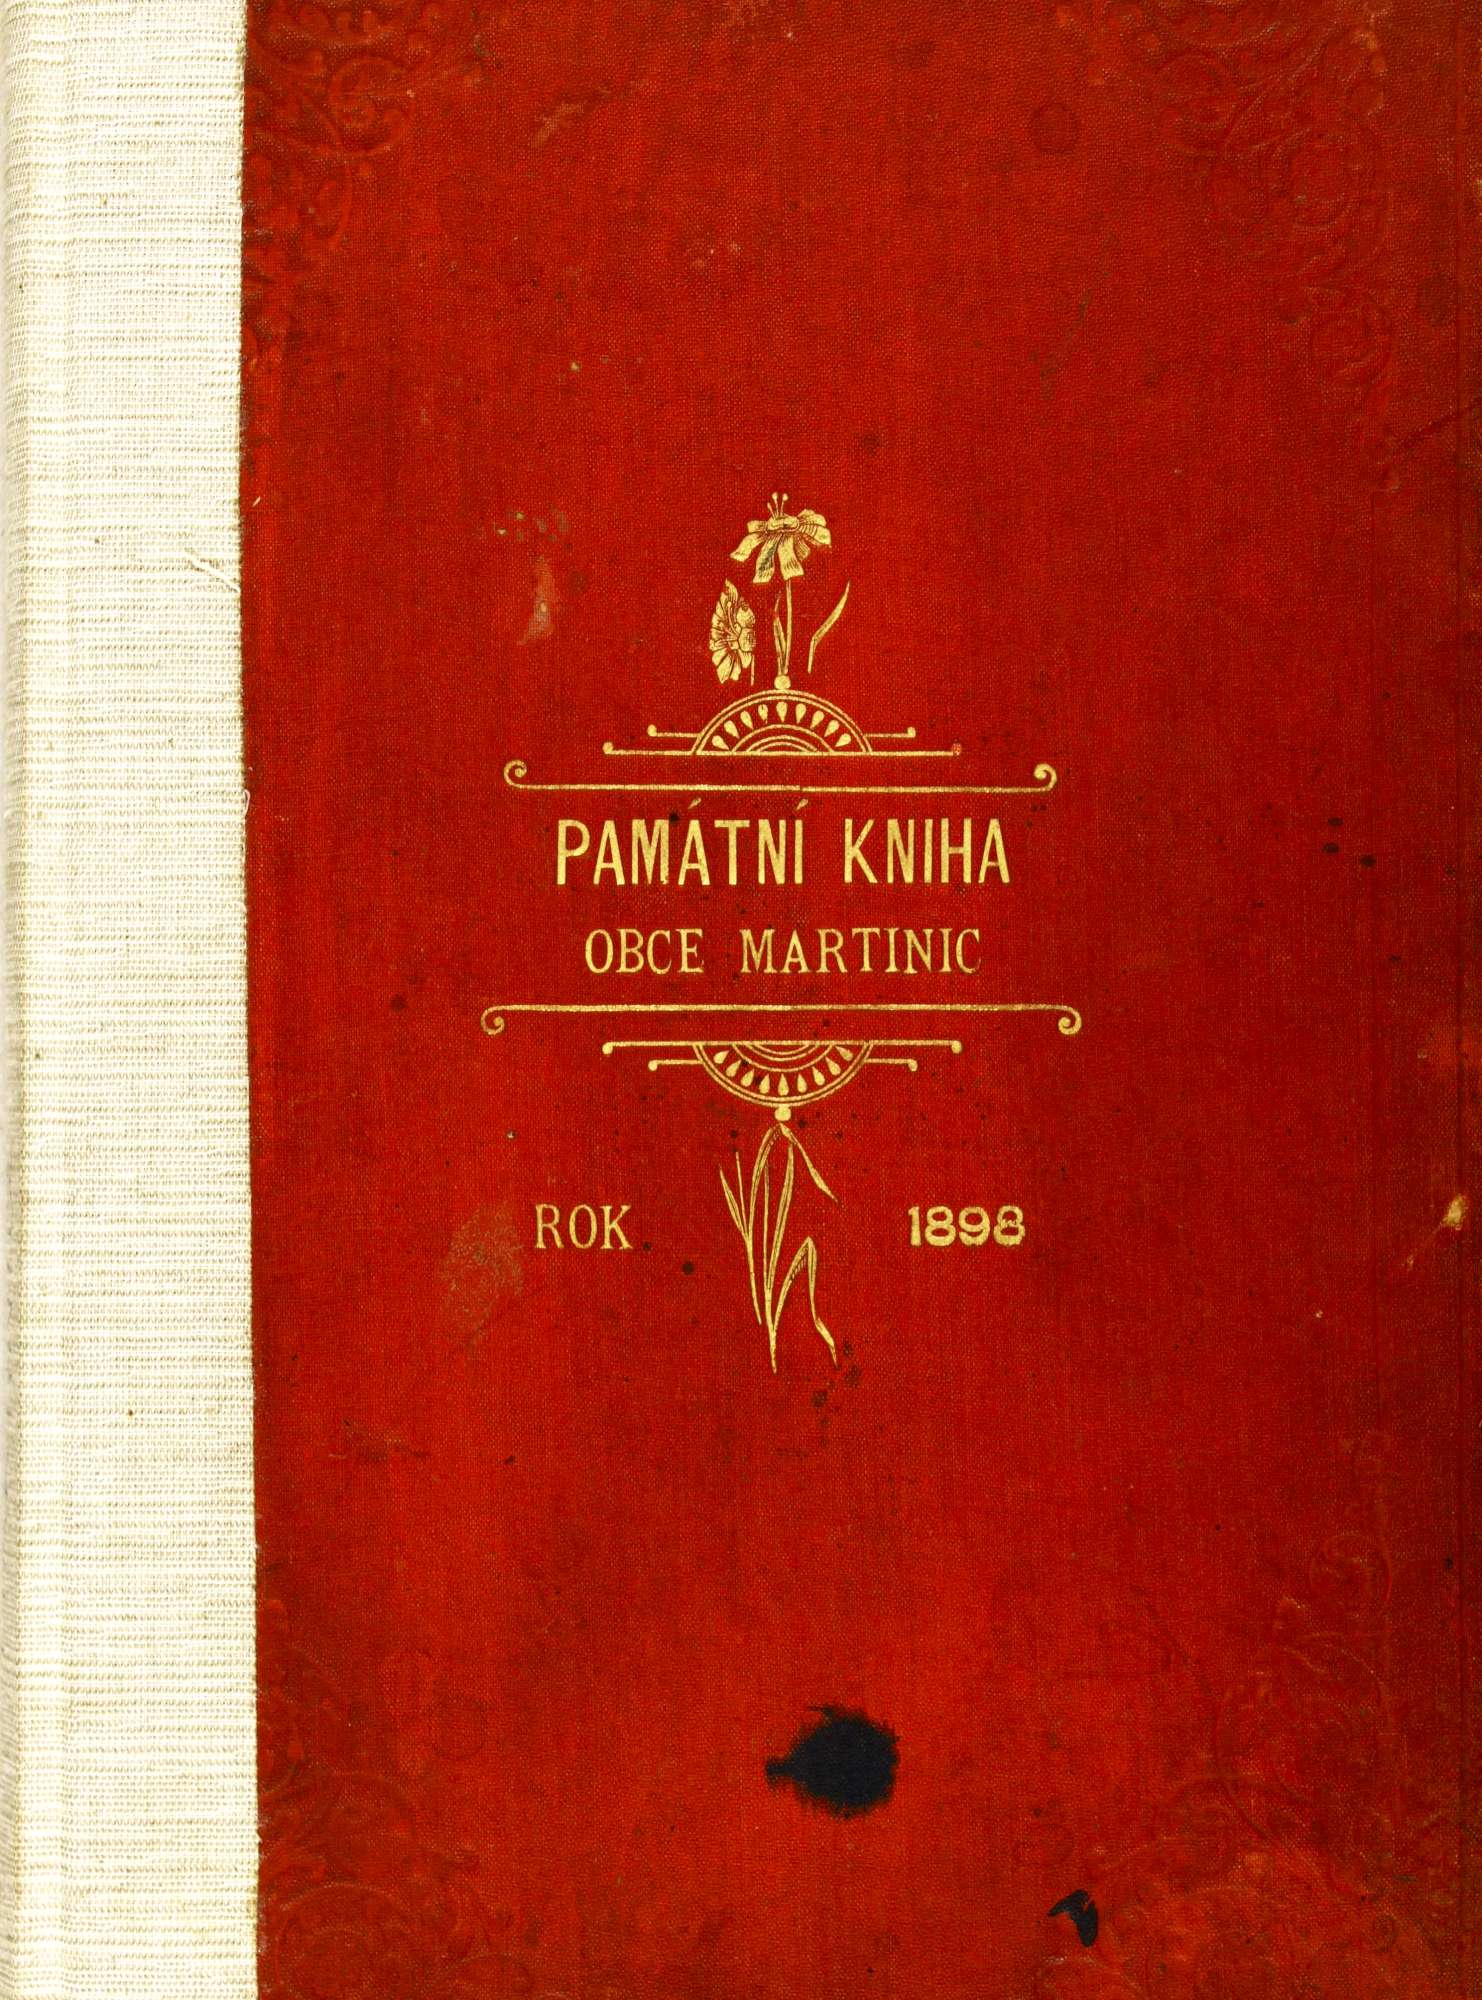 PAMÁTNÍ KNIHA
OBCE MARTINIC
ROK 1898